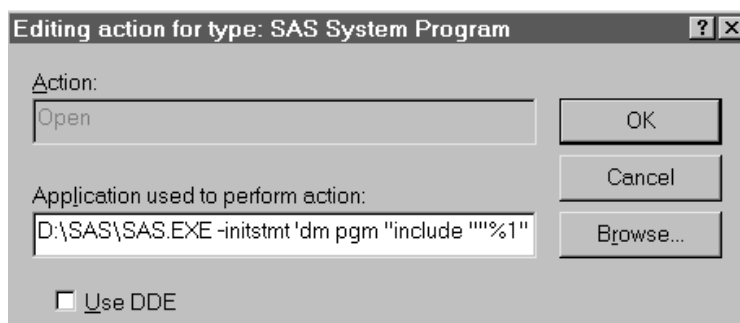 Editing action for type: SAS System Program
Action:
Open
OK
Application used to perform action:
Cancel
D:\SAS\SAS.EXE -initstmt 'dm pgm "include ""%1"
Browse...
Use DDE